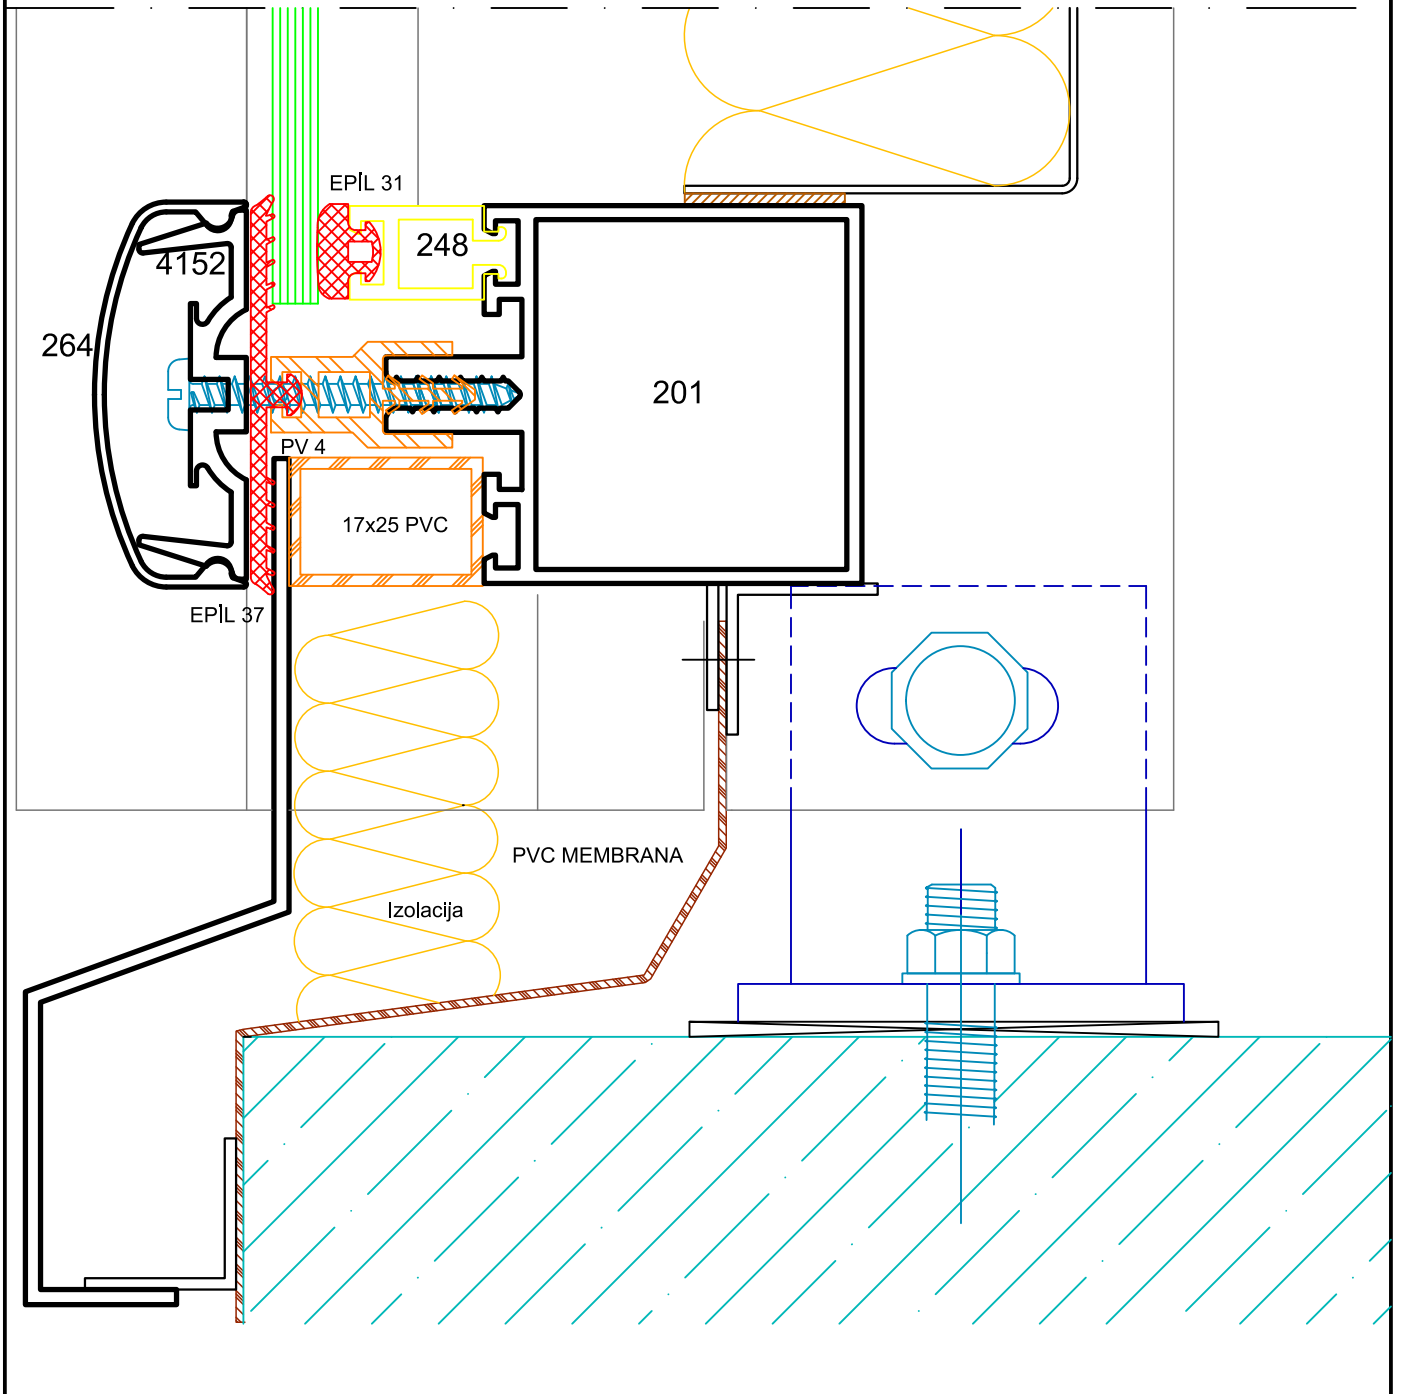 EPİL 31
248
4152
264
201
PV 4
17x25 PVC
EPİL 37
PVC MEMBRANA
Izolacija